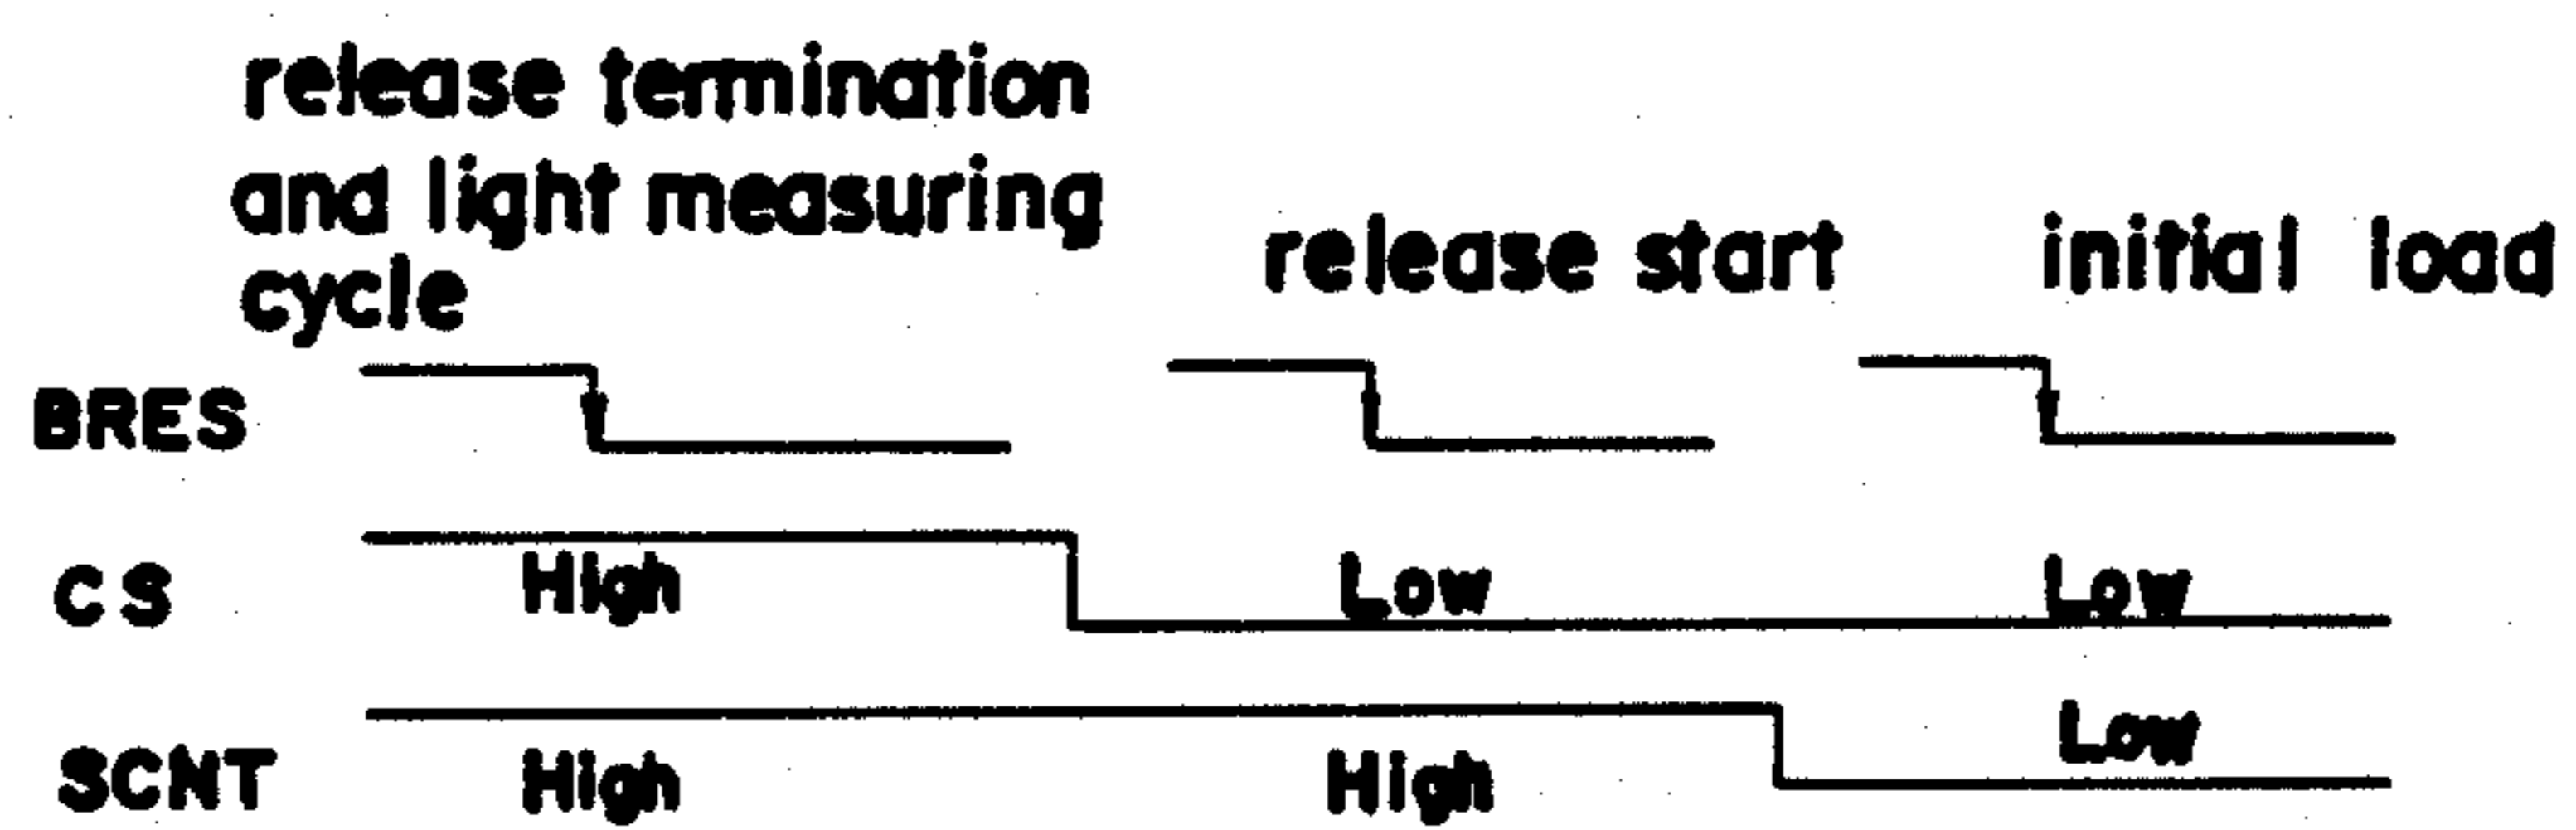 release termination
and light measuring
cycle
release start
initial load
BRES
CS High Low Low
SCNT High High Low